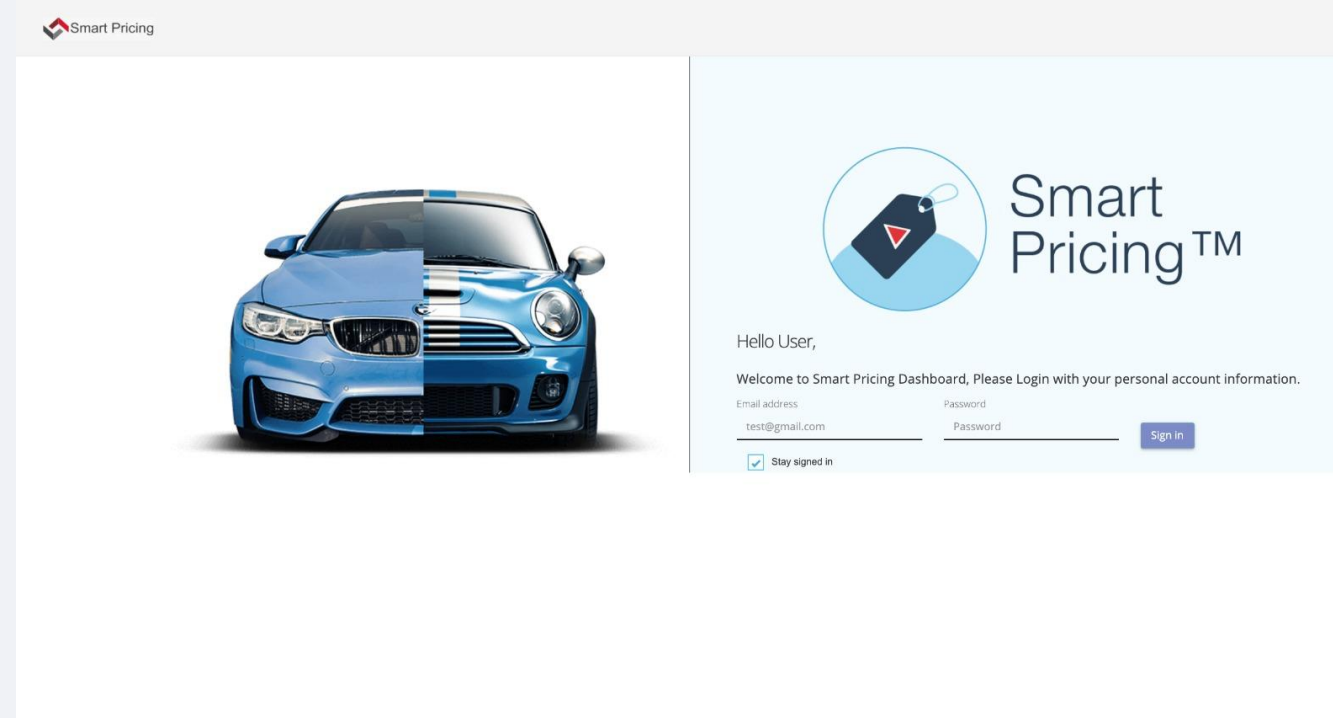 Smart Pricing
Smart
Pricing™
Hello User,
Welcome to Smart Pricing Dashboard, Please Login with your personal account information.
Email address
Password
test@gmail.com
Password
Sign in
Stay signed in